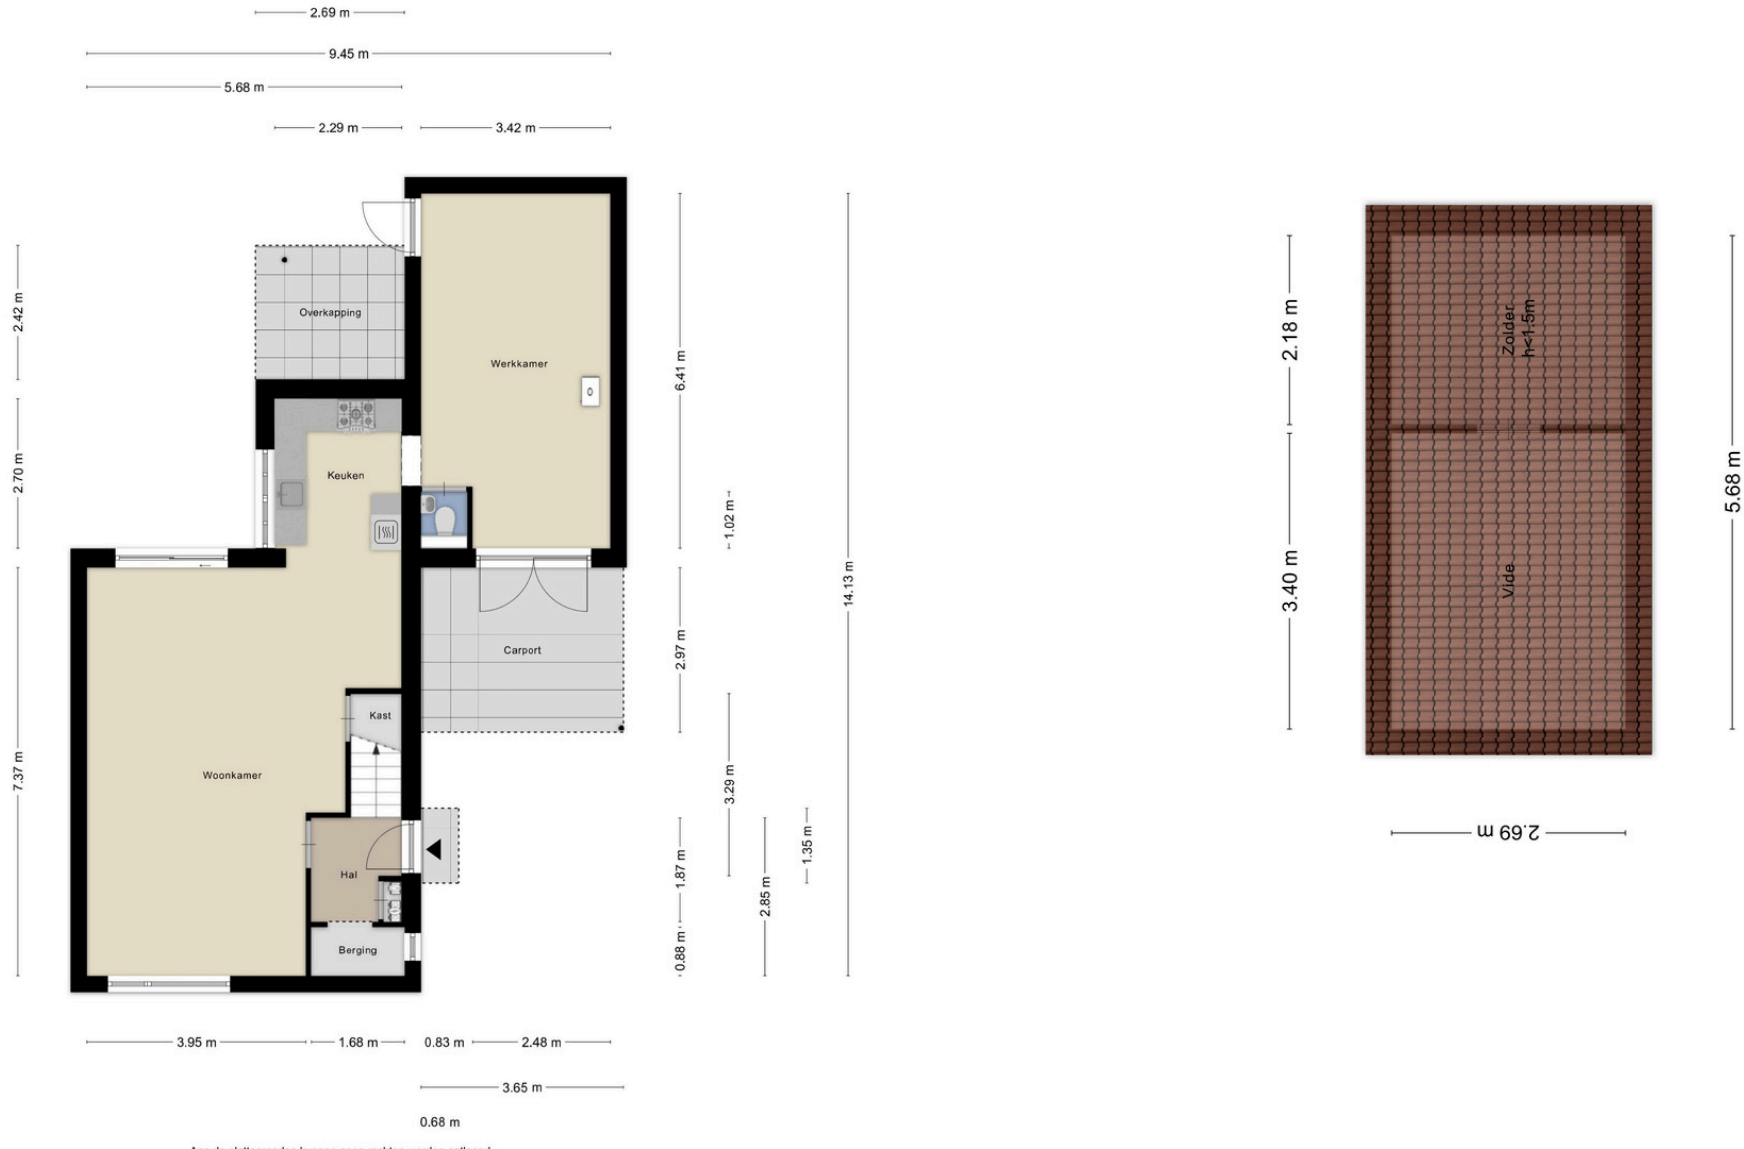 2.69 m
9.45 m
5.68 m
2.29 m
3.42 m
2.42 m
2.70 m
7.37 m
Overkapping
Werkkamer
Keuken
Carport
Kast
Woonkamer
Hal
Berging
6.41 m
1.02 m
14.13 m
2.97 m
3.29 m
1.35 m
1.87 m
2.85 m
0.88 m
3.95 m
1.68 m
0.83 m
2.48 m
3.65 m
0.68 m
2.18 m
3.40 m
Zolder
h<1.5m
Vide
5.68 m
2.69 m